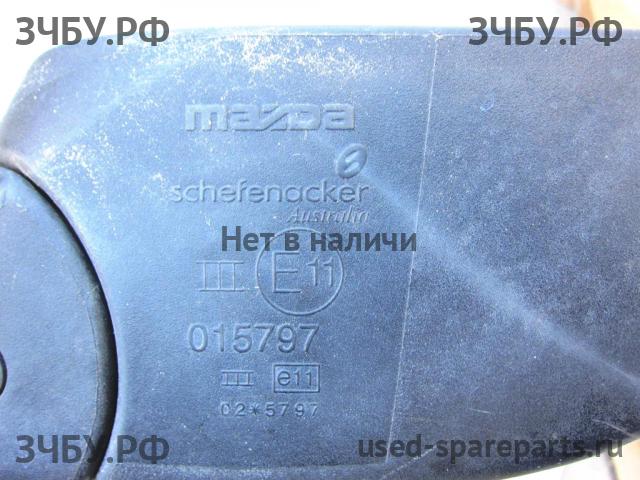 ЗЧБУ.РФ ЗЧБУ.РФ
mazda
schefenacker
Australia
Нет в наличи
III E11
015797
III e11
02*5797
ЗЧБУ.РФ used-spareparts.ru